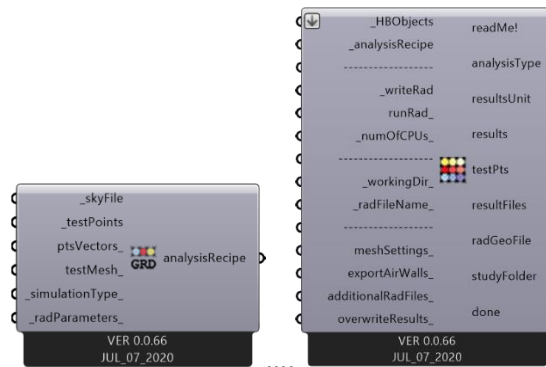 _skyFile
_testPoints
ptsVectors_
testMesh_
_simulationType_
_radParameters_
GRD
analysisRecipe
VER 0.0.66
JUL_07_2020
_HBObjects
_analysisRecipe
_writeRad
runRad_
_numOfCPUs_
_workingDir_
_radFileName_
meshSettings_
exportAirWalls_
additionalRadFiles_
overwriteResults_
readMe!
analysisType
resultsUnit
results
testPts
resultFiles
radGeoFile
studyFolder
done
VER 0.0.66
JUL_07_2020